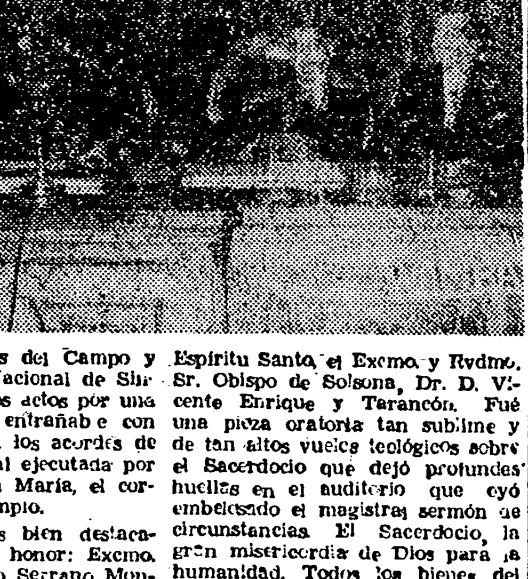 s del Campo y
acional de Sin-
os actos por una
entrañab e con
los acordes de
al ejecutada por
María, el cor-
mplo.
s bien destaca-
honor: Excmo.
o Serrano Mon-
Espíritu Santo, el Excmo. y Rvdmo.
Sr. Obispo de Solsona, Dr. D. Vi-
cente Enrique y Tarancón. Fué
una pieza oratoria tan sublime y
de tan altos vuelos teológicos sobre
el Sacerdocio que dejó profundas
huellas en el auditorio que oyó
embelesado el magistral sermón de
circunstancias. El Sacerdocio, la
gran misericordia de Dios para la
humanidad. Todos los bienes del